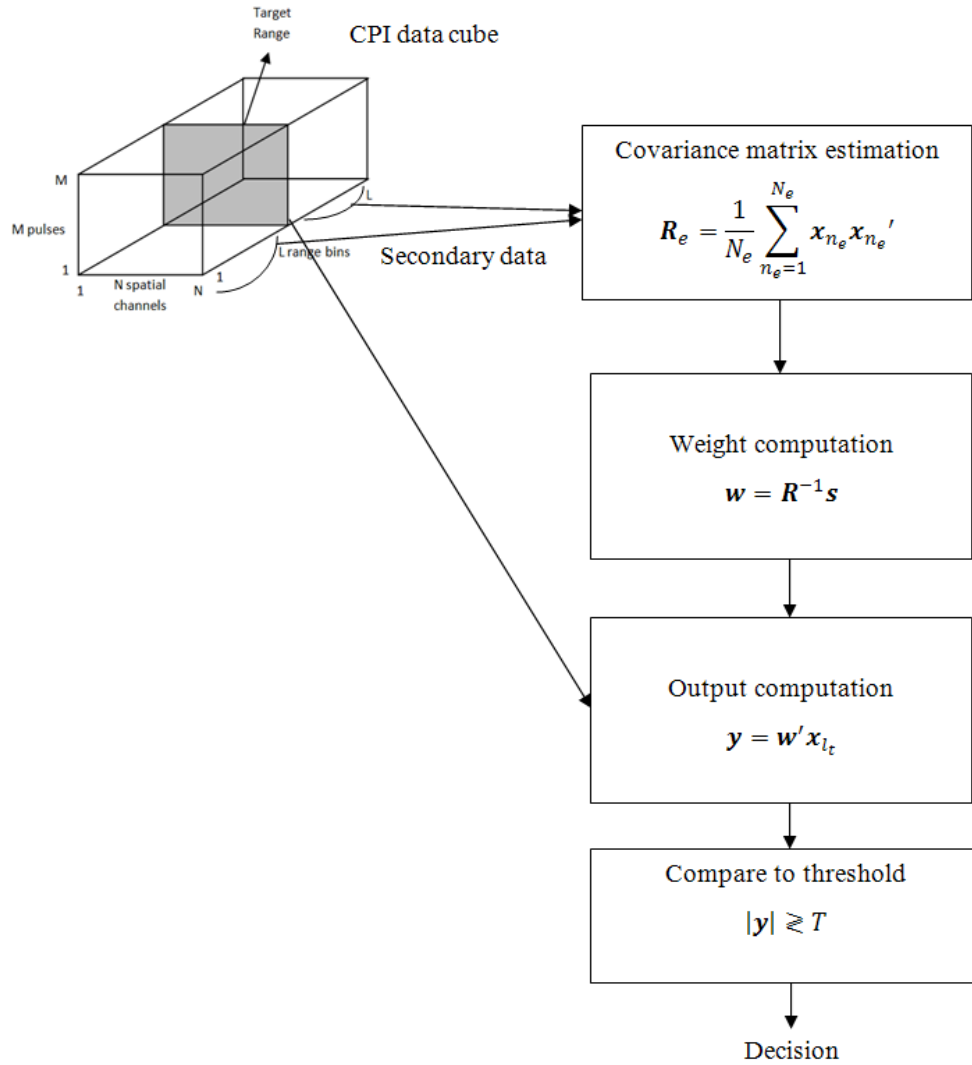 Target
Range
CPI data cube
M
M pulses
1
1
N spatial
channels
N
1
L range bins
L
Secondary data
Covariance matrix estimation
R_e = \frac{1}{N_e} \sum_{n_e=1}^{N_e} x_{n_e} x_{n_e}'
Weight computation
w = R^{-1}s
Output computation
y = w'x_{l_t}
Compare to threshold
|y| ≷ T
Decision